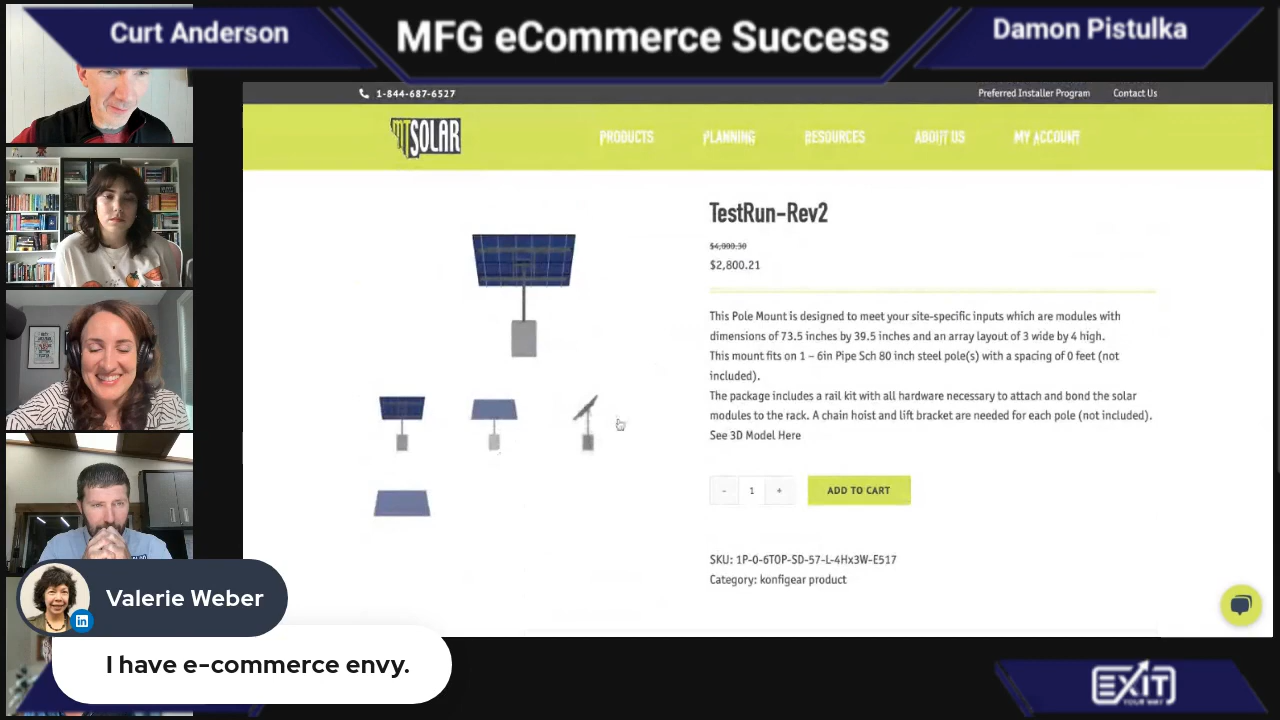 Curt Anderson
MFG eCommerce Success
Damon Pistulka
1-844-687-6527
Preferred Installer Program
Contact Us
MT SOLAR
PRODUCTS
PLANNING
RESOURCES
ABOUT US
MY ACCOUNT
TestRun-Rev2
$4,000.30
$2,800.21
This Pole Mount is designed to meet your site-specific inputs which are modules with
dimensions of 73.5 inches by 39.5 inches and an array layout of 3 wide by 4 high.
This mount fits on 1 – 6in Pipe Sch 80 inch steel pole(s) with a spacing of 0 feet (not
included).
The package includes a rail kit with all hardware necessary to attach and bond the solar
modules to the rack. A chain hoist and lift bracket are needed for each pole (not included).
See 3D Model Here
- 1 +
ADD TO CART
SKU: 1P-0-6TOP-SD-57-L-4Hx3W-E517
Category: konfigear product
Valerie Weber
in
I have e-commerce envy.
EXIT
YOUR WAY